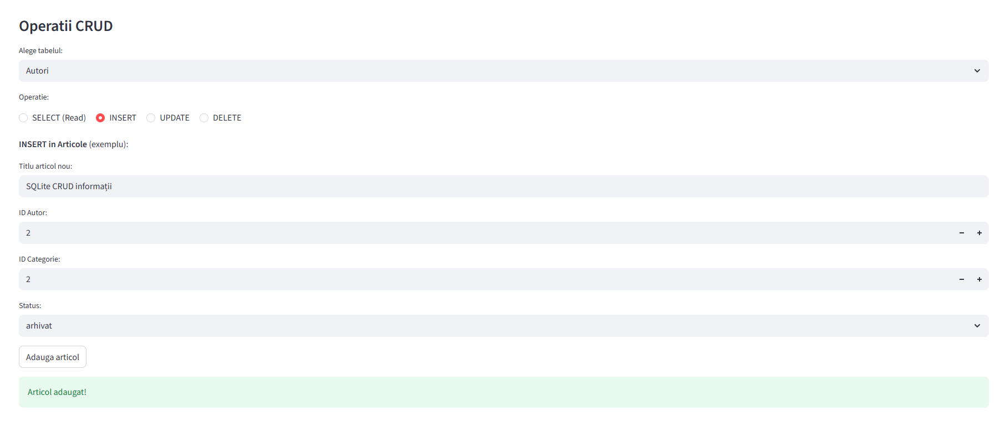 Operatii CRUD
Alege tabelul:
Autori
Operatie:
SELECT (Read) INSERT UPDATE DELETE
INSERT in Articole (exemplu):
Titlu articol nou:
SQLite CRUD informații
ID Autor:
2
ID Categorie:
2
Status:
arhivat
Adauga articol
Articol adaugat!